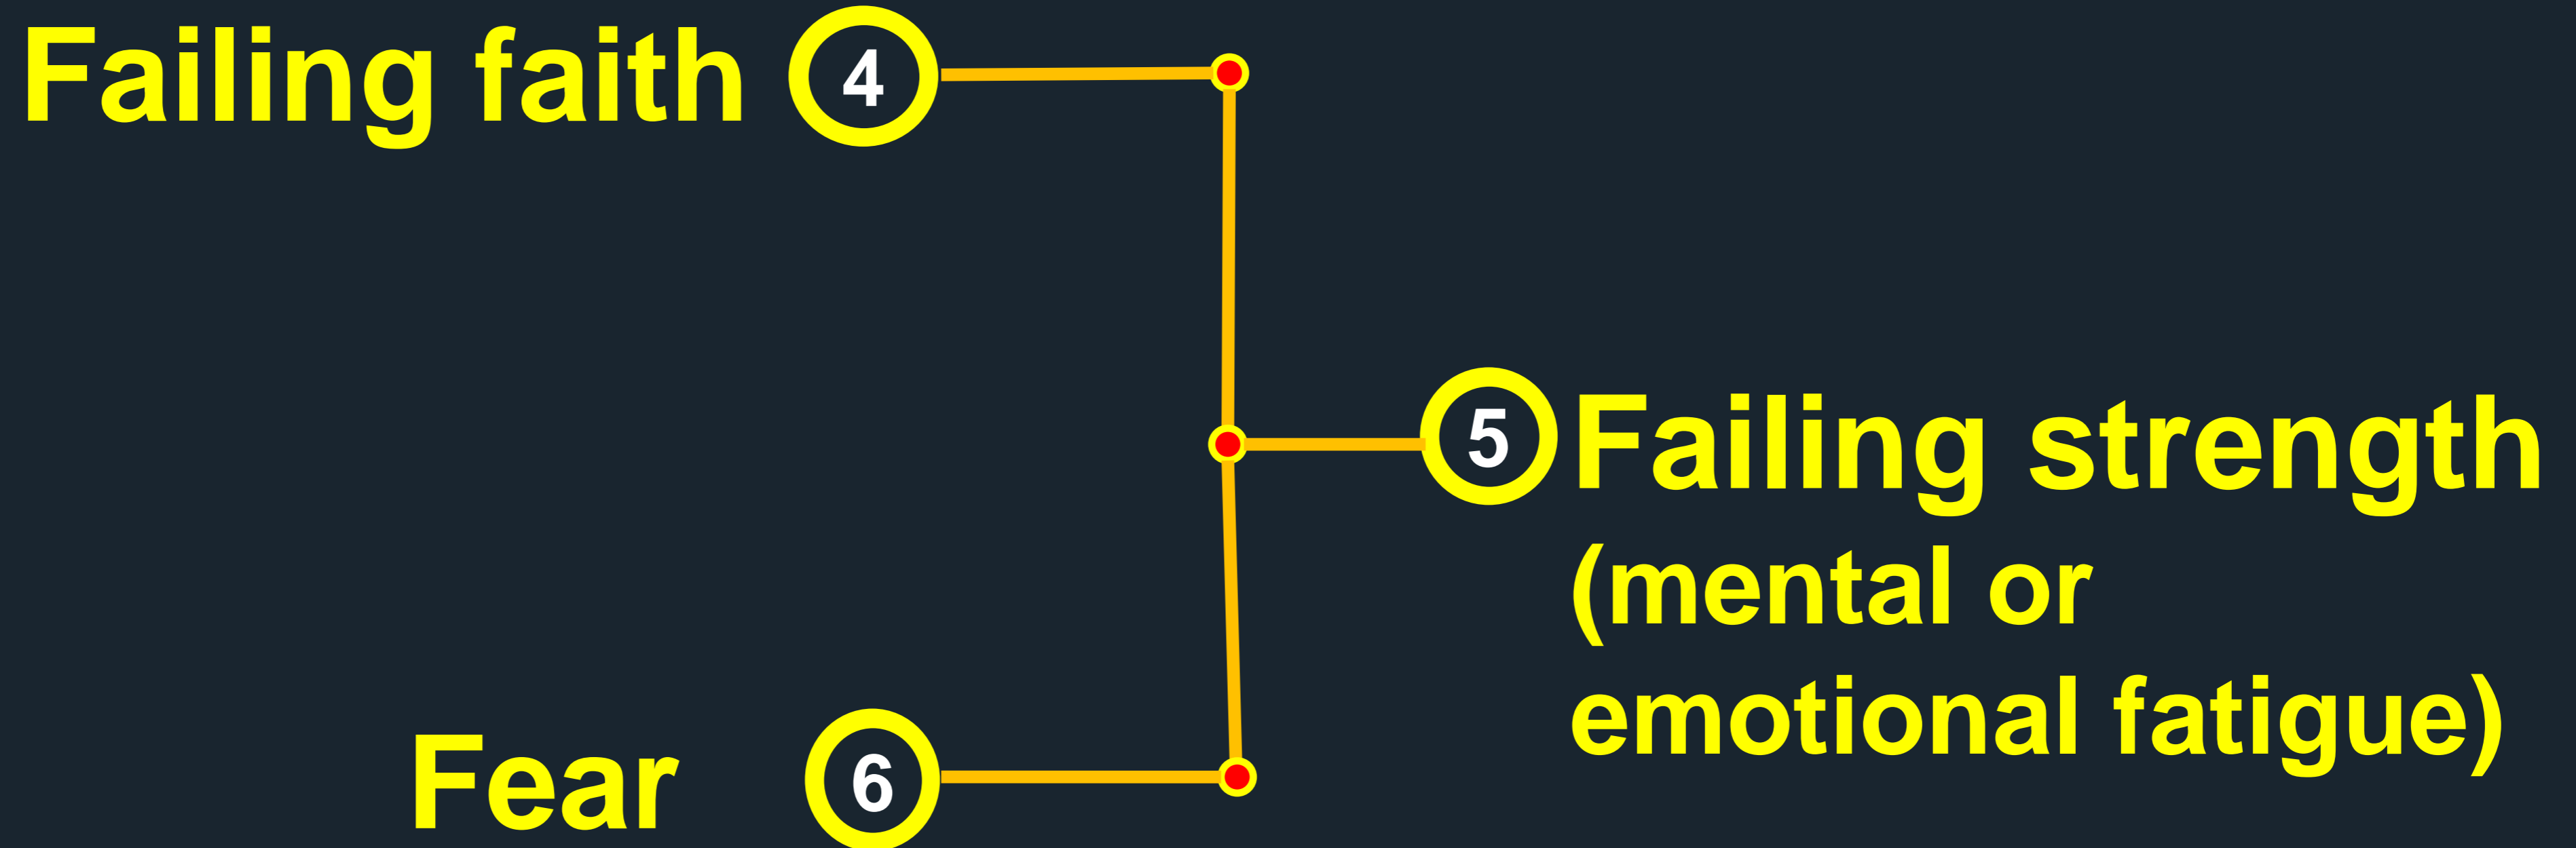 Failing faith 4
5 Failing strength
(mental or
emotional fatigue)
Fear 6